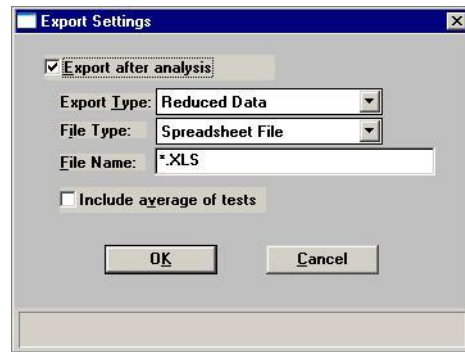 Export Settings
Export after analysis
Export Type: Reduced Data
File Type: Spreadsheet File
File Name: *.XLS
Include average of tests
OK Cancel